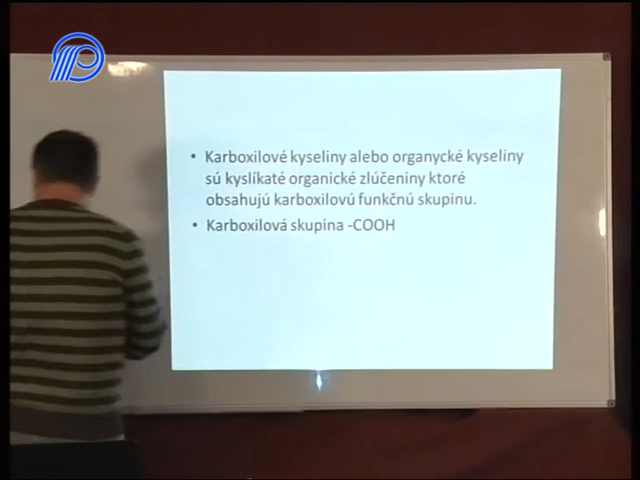 • Karboxilové kyseliny alebo organycké kyseliny
sú kyslíkaté organické zlúčeniny ktoré
obsahujú karboxilovú funkčnú skupinu.
• Karboxilová skupina -COOH